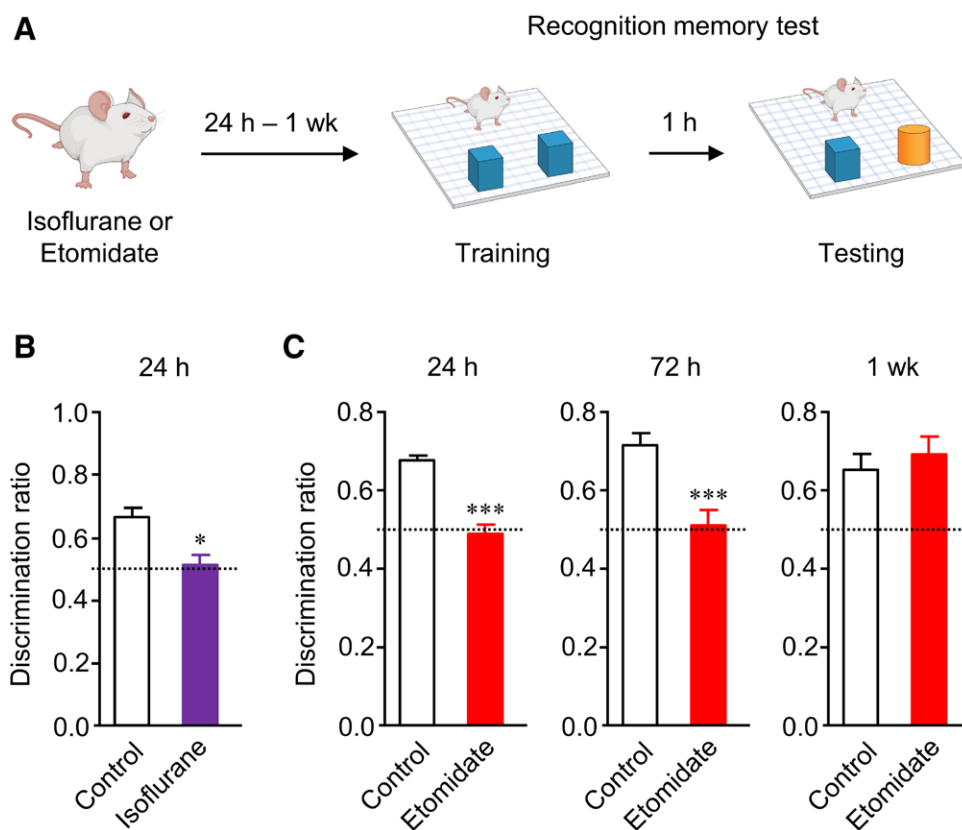 A
Recognition memory test
24 h – 1 wk
1 h
Isoflurane or
Etomidate
Training
Testing
B
24 h
Discrimination ratio
1.0
0.8
0.6
0.4
0.2
0.0
*
Control
Isoflurane
C
24 h
72 h
1 wk
Discrimination ratio
0.8
0.6
0.4
0.2
0.0
***
Control
Etomidate
0.8
0.6
0.4
0.2
0.0
***
Control
Etomidate
0.8
0.6
0.4
0.2
0.0
Control
Etomidate